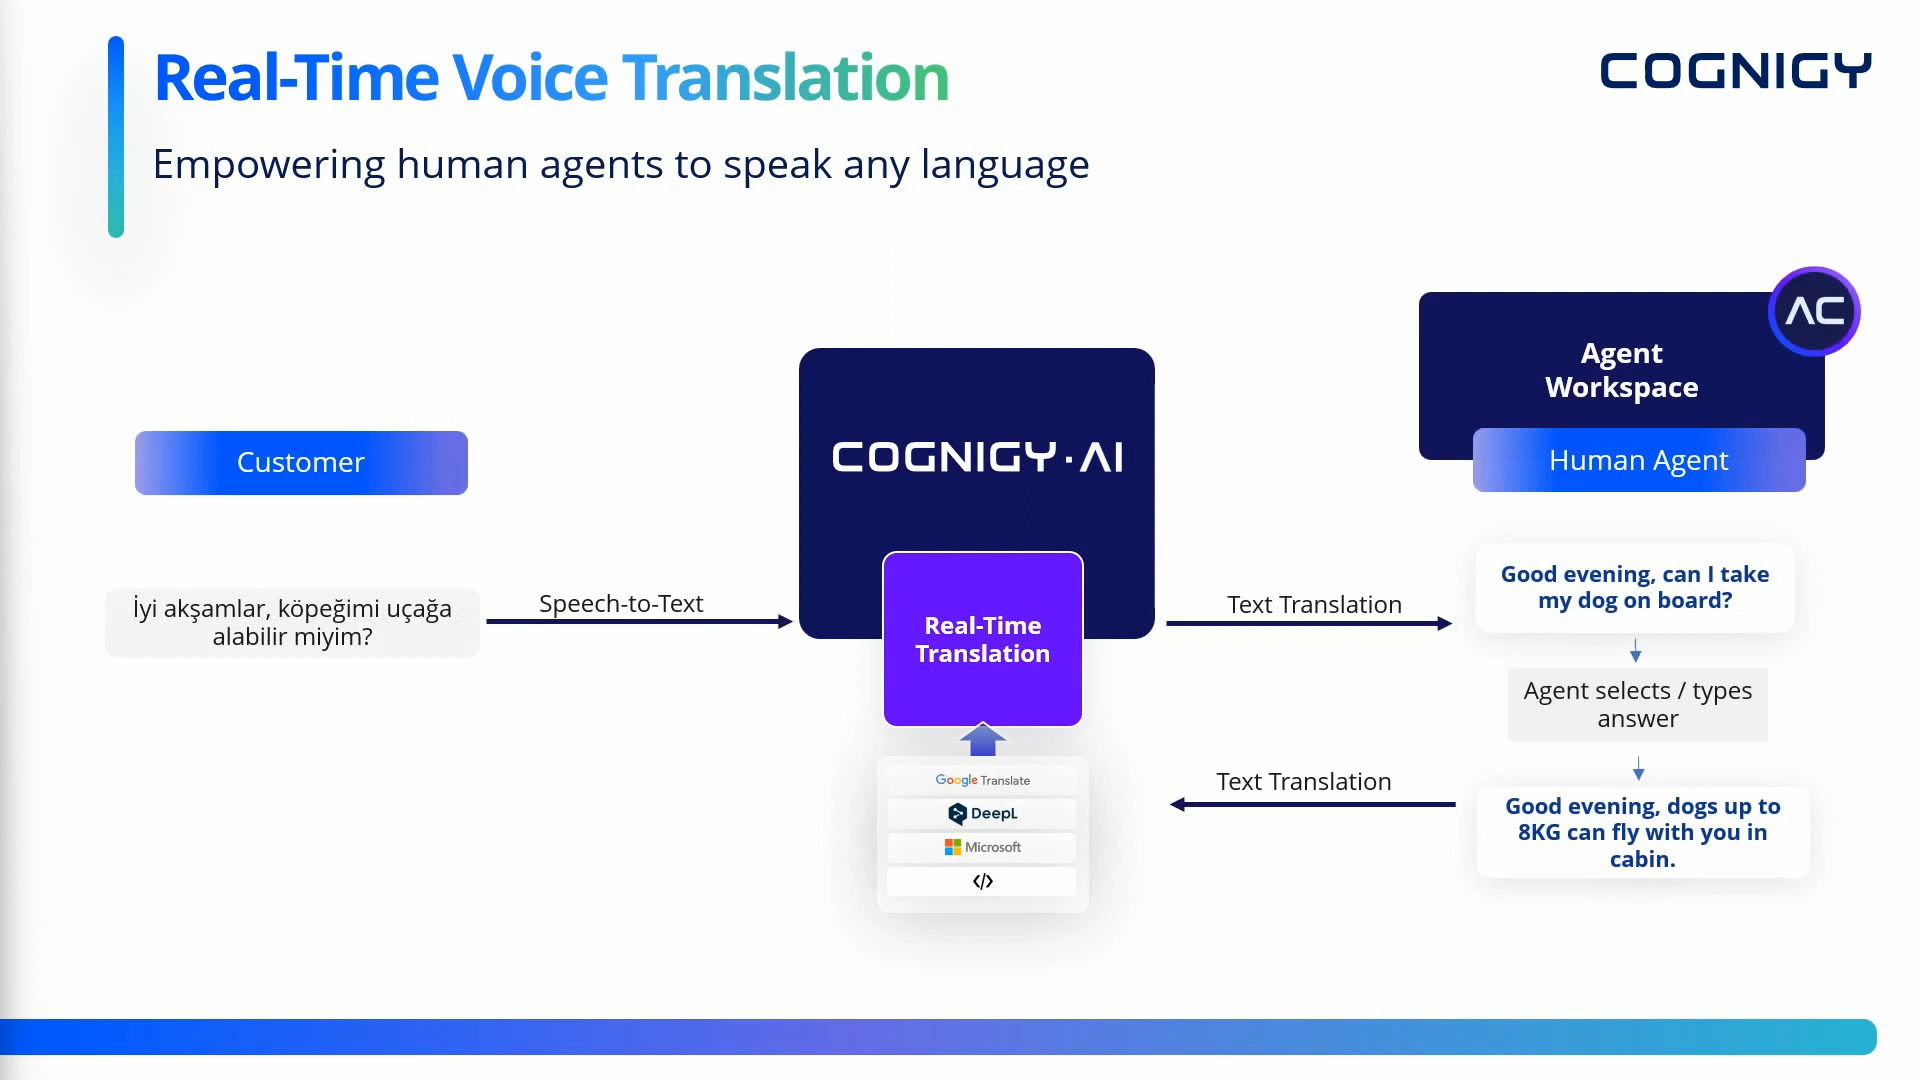 Real-Time Voice Translation
COGNIGY
Empowering human agents to speak any language
AC
Agent
Workspace
Human Agent
Customer
COGNIGY.AI
İyi akşamlar, köpeğimi uçağa
alabilir miyim?
Speech-to-Text
Real-Time
Translation
Text Translation
Good evening, can I take
my dog on board?
Agent selects / types
answer
Text Translation
Good evening, dogs up to
8KG can fly with you in
cabin.
Google Translate
DeepL
Microsoft
</>